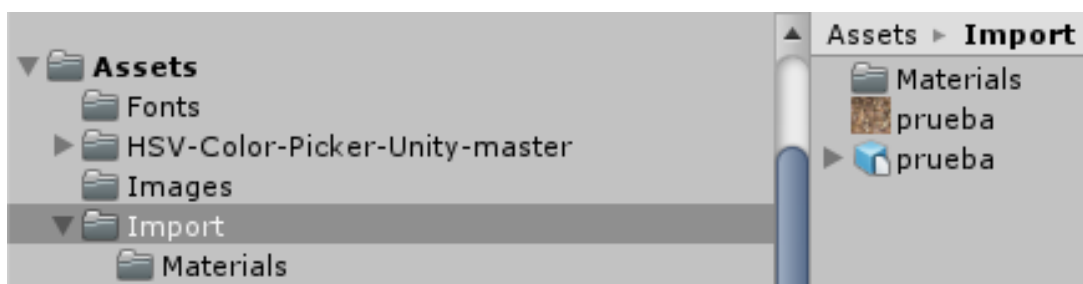 Assets
Fonts
HSV-Color-Picker-Unity-master
Images
Import
Materials
Assets ▸ Import
Materials
prueba
prueba